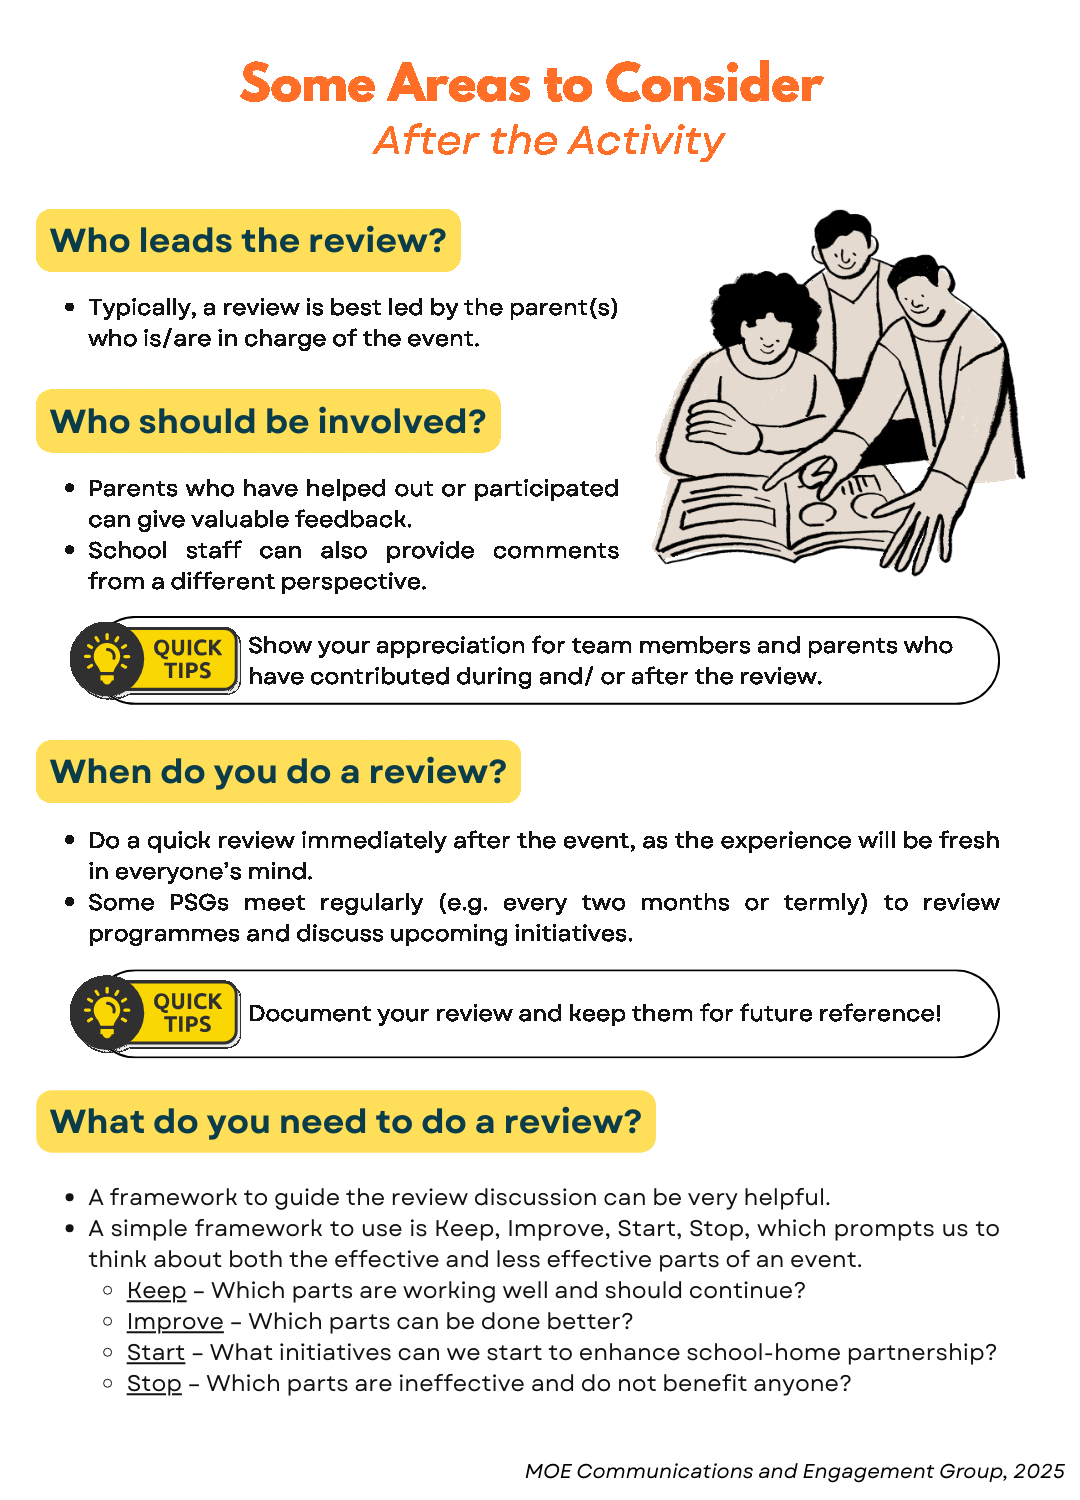 Some Areas to Consider
After the Activity
Who leads the review?
• Typically, a review is best led by the parent(s)
who is/are in charge of the event.
Who should be involved?
• Parents who have helped out or participated
can give valuable feedback.
• School staff can also provide comments
from a different perspective.
QUICK
TIPS
Show your appreciation for team members and parents who
have contributed during and/ or after the review.
When do you do a review?
• Do a quick review immediately after the event, as the experience will be fresh
in everyone's mind.
• Some PSGs meet regularly (e.g. every two months or termly) to review
programmes and discuss upcoming initiatives.
QUICK
TIPS
Document your review and keep them for future reference!
What do you need to do a review?
• A framework to guide the review discussion can be very helpful.
• A simple framework to use is Keep, Improve, Start, Stop, which prompts us to
think about both the effective and less effective parts of an event.
◦ Keep – Which parts are working well and should continue?
◦ Improve – Which parts can be done better?
◦ Start – What initiatives can we start to enhance school-home partnership?
◦ Stop – Which parts are ineffective and do not benefit anyone?
MOE Communications and Engagement Group, 2025